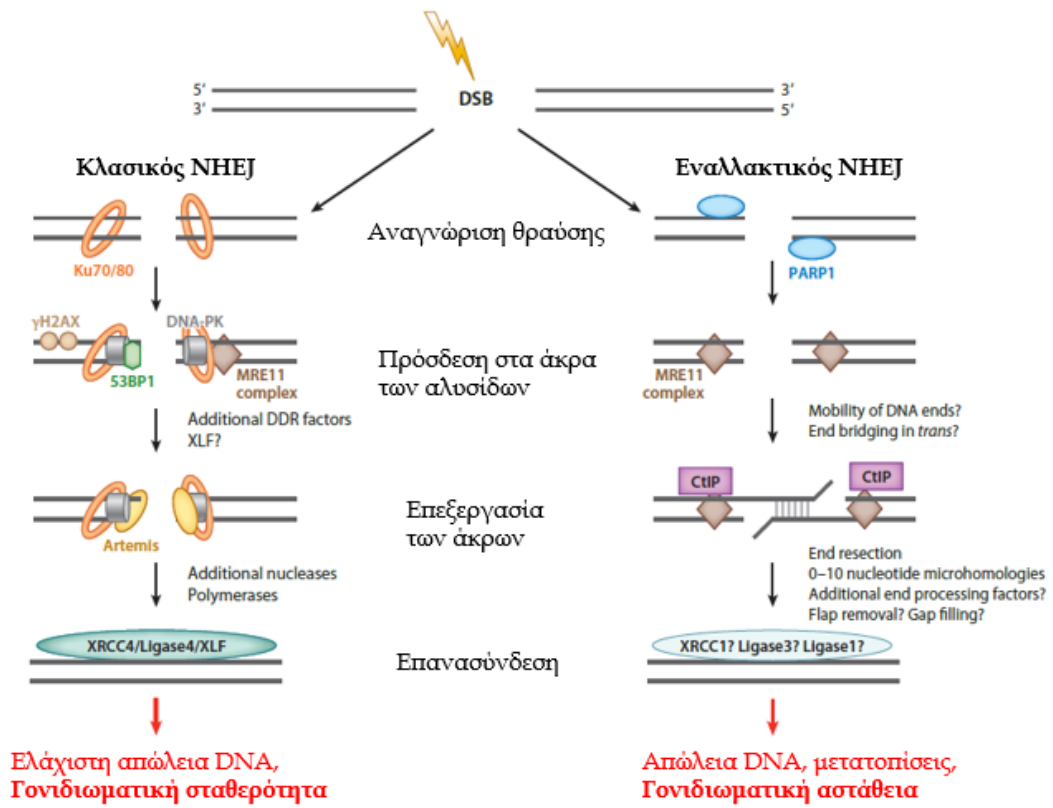 5' 3'
3' DSB 5'
Κλασικός NHEJ
Εναλλακτικός NHEJ
Αναγνώριση θραύσης
Ku70/80
PARP1
γH2AX
DNA-PK
53BP1
MRE11
complex
Πρόσδεση στα άκρα
των αλυσίδων
MRE11
complex
Additional DDR factors
XLF?
Mobility of DNA ends?
End bridging in trans?
CtIP
CtIP
Επεξεργασία
των άκρων
Artemis
Additional nucleases
Polymerases
End resection
0–10 nucleotide microhomologies
Additional end processing factors?
Flap removal? Gap filling?
XRCC4/Ligase4/XLF
Επανασύνδεση
XRCC1? Ligase3? Ligase1?
Ελάχιστη απώλεια DNA,
Γονιδιωματική σταθερότητα
Απώλεια DNA, μετατοπίσεις,
Γονιδιωματική αστάθεια